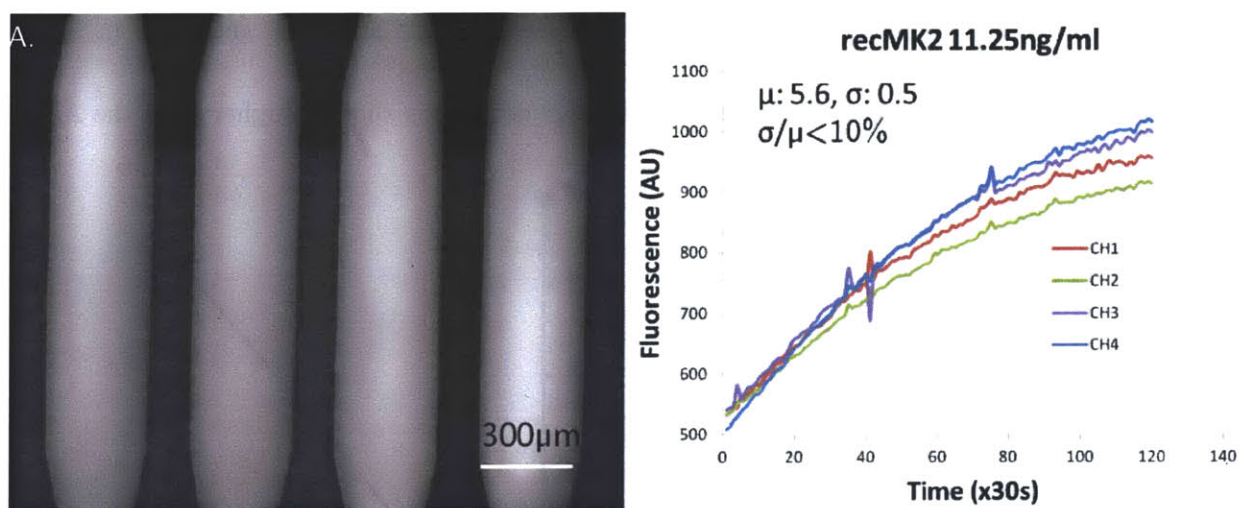 A.
300µm
recMK2 11.25ng/ml
µ: 5.6, σ: 0.5
σ/µ<10%
Fluorescence (AU)
1100
1000
900
800
700
600
500
CH1
CH2
CH3
CH4
0 20 40 60 80 100 120 140
Time (x30s)